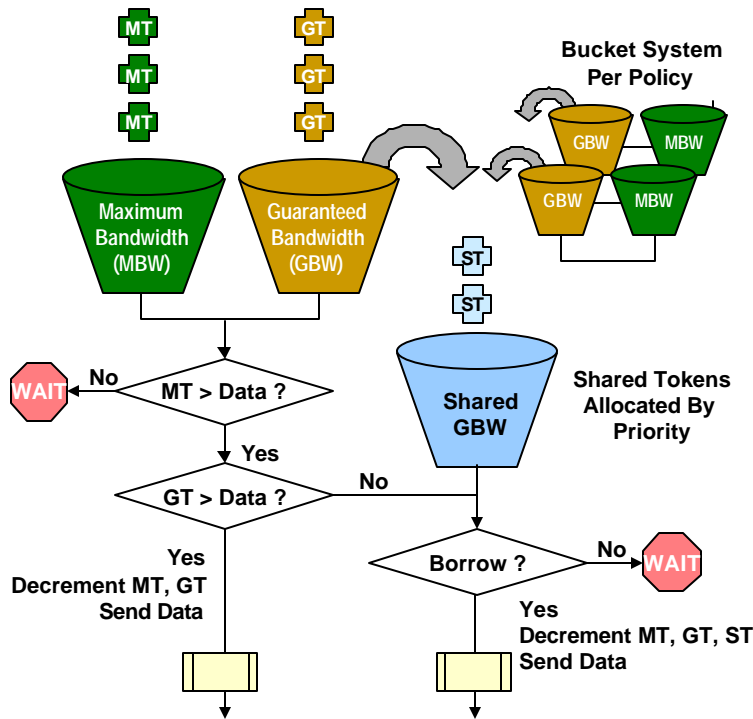 MT
GT
MT
GT
MT
GT
Bucket System
Per Policy
GBW
MBW
GBW
MBW
Maximum
Bandwidth
(MBW)
Guaranteed
Bandwidth
(GBW)
ST
ST
Shared
GBW
Shared Tokens
Allocated By
Priority
WAIT
No
MT > Data ?
Yes
GT > Data ?
No
Borrow ?
No
WAIT
Yes
Decrement MT, GT
Send Data
Yes
Decrement MT, GT, ST
Send Data